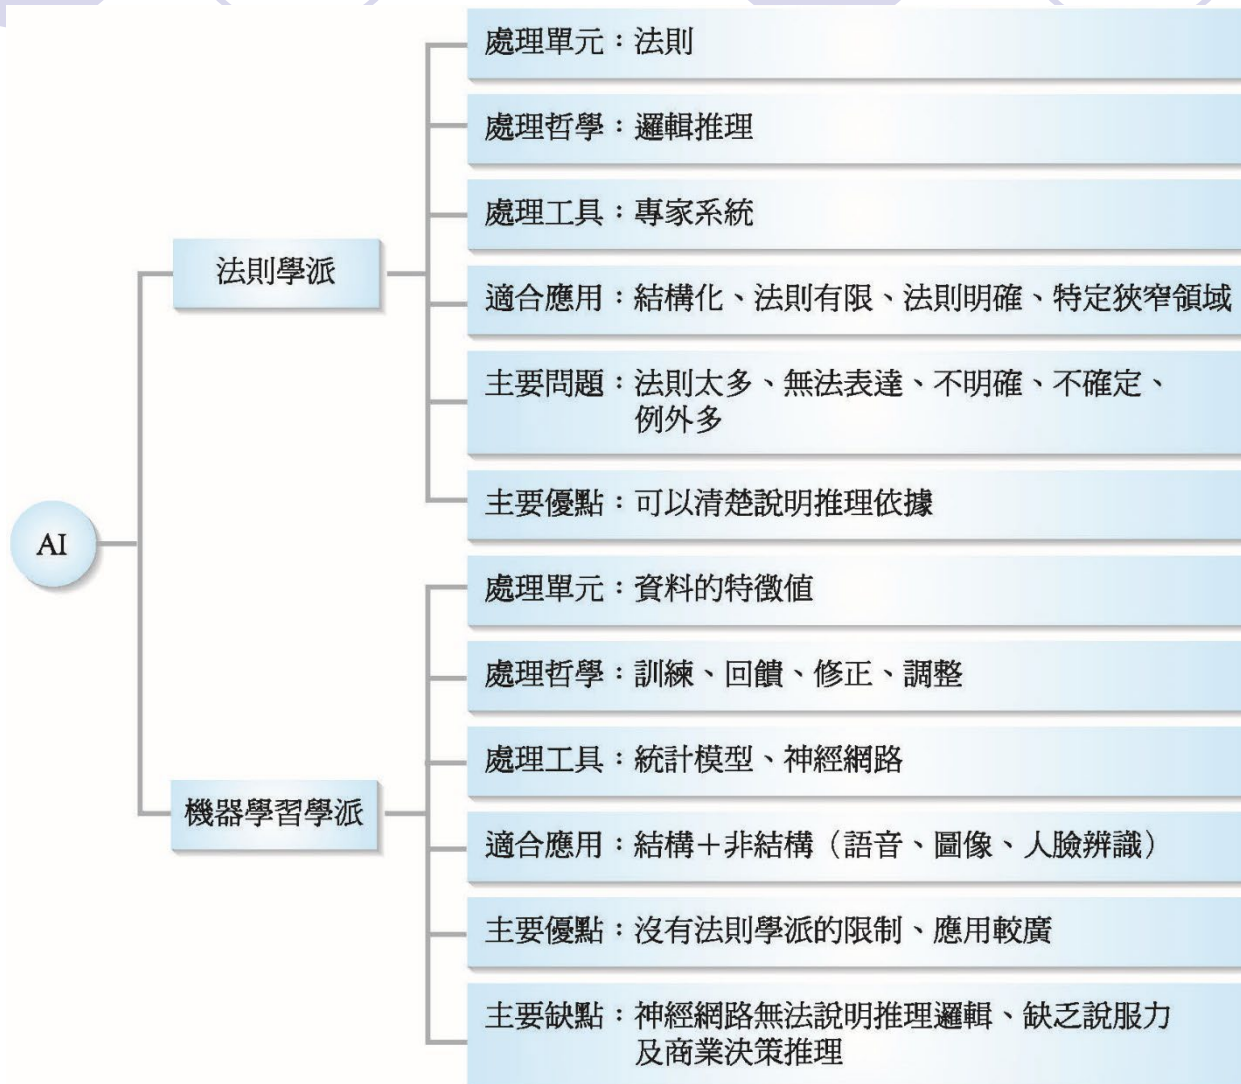 處理單元：法則
處理哲學：邏輯推理
處理工具：專家系統
法則學派
適合應用：結構化、法則有限、法則明確、特定狹窄領域
主要問題：法則太多、無法表達、不明確、不確定、
例外多
主要優點：可以清楚說明推理依據
AI
處理單元：資料的特徵值
處理哲學：訓練、回饋、修正、調整
處理工具：統計模型、神經網路
機器學習學派
適合應用：結構＋非結構（語音、圖像、人臉辨識）
主要優點：沒有法則學派的限制、應用較廣
主要缺點：神經網路無法說明推理邏輯、缺乏說服力
及商業決策推理